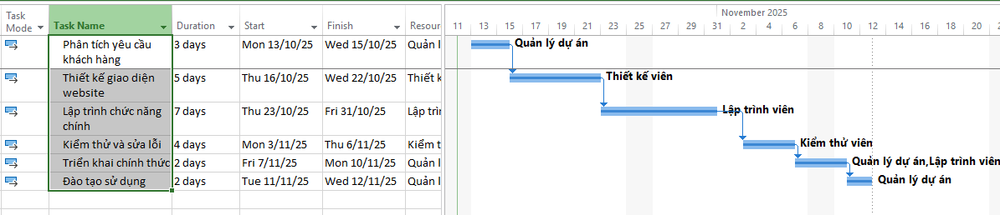 November 2025
Task Mode Task Name Duration Start Finish Resour
11 12 14 16 18 20 22 23 25 27 29 31 2 4 6 8 10 12 14 16 18 20 2
Phân tích yêu cầu khách hàng 3 days Mon 13/10/25 Wed 15/10/25 Quản l
Quản lý dự án
Thiết kế giao diện website 5 days Thu 16/10/25 Wed 22/10/25 Thiết k
Thiết kế viên
Lập trình chức năng chính 7 days Thu 23/10/25 Fri 31/10/25 Lập trìn
Lập trình viên
Kiểm thử và sửa lỗi 4 days Mon 3/11/25 Thu 6/11/25 Kiểm t
Kiểm thử viên
Triển khai chính thức 2 days Fri 7/11/25 Mon 10/11/25 Quản l
Quản lý dự án,Lập trình viên
Đào tạo sử dụng 2 days Tue 11/11/25 Wed 12/11/25 Quản l
Quản lý dự án